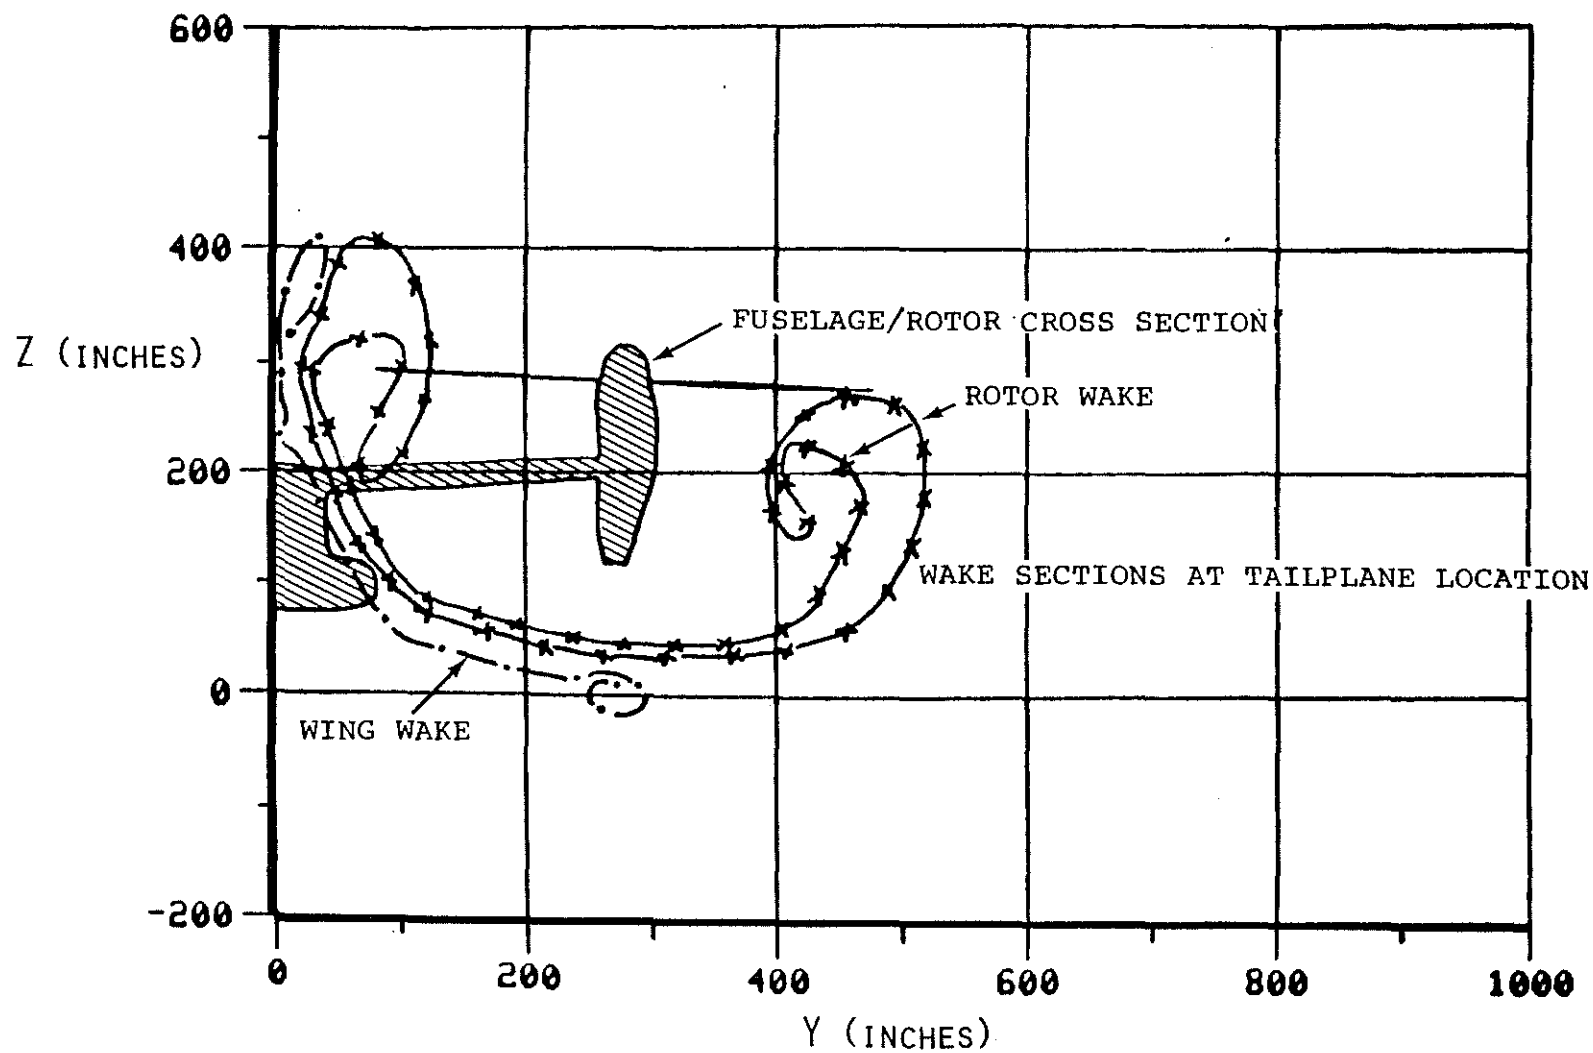 600
400
FUSELAGE/ROTOR CROSS SECTION
Z (INCHES)
ROTOR WAKE
200
WAKE SECTIONS AT TAILPLANE LOCATION
0
WING WAKE
-200
0 200 400 600 800 1000
Y (INCHES)